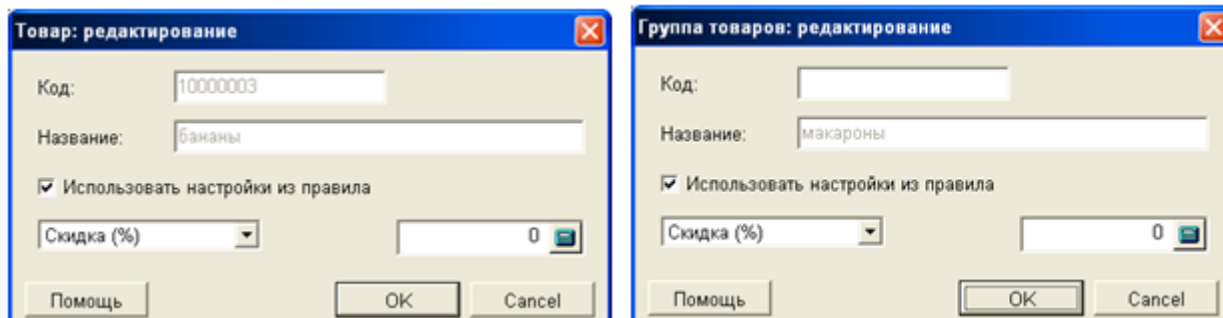 Товар: редактирование
Код: 10000003
Название: бананы
Использовать настройки из правила
Скидка (%) 0
Помощь OK Cancel
Группа товаров: редактирование
Код:
Название: макароны
Использовать настройки из правила
Скидка (%) 0
Помощь OK Cancel